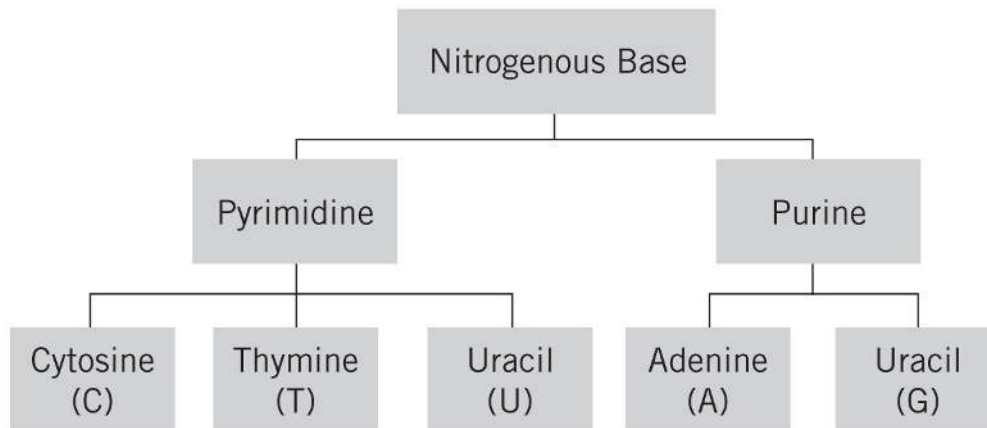 Nitrogenous Base
Pyrimidine
Purine
Cytosine
(C)
Thymine
(T)
Uracil
(U)
Adenine
(A)
Uracil
(G)